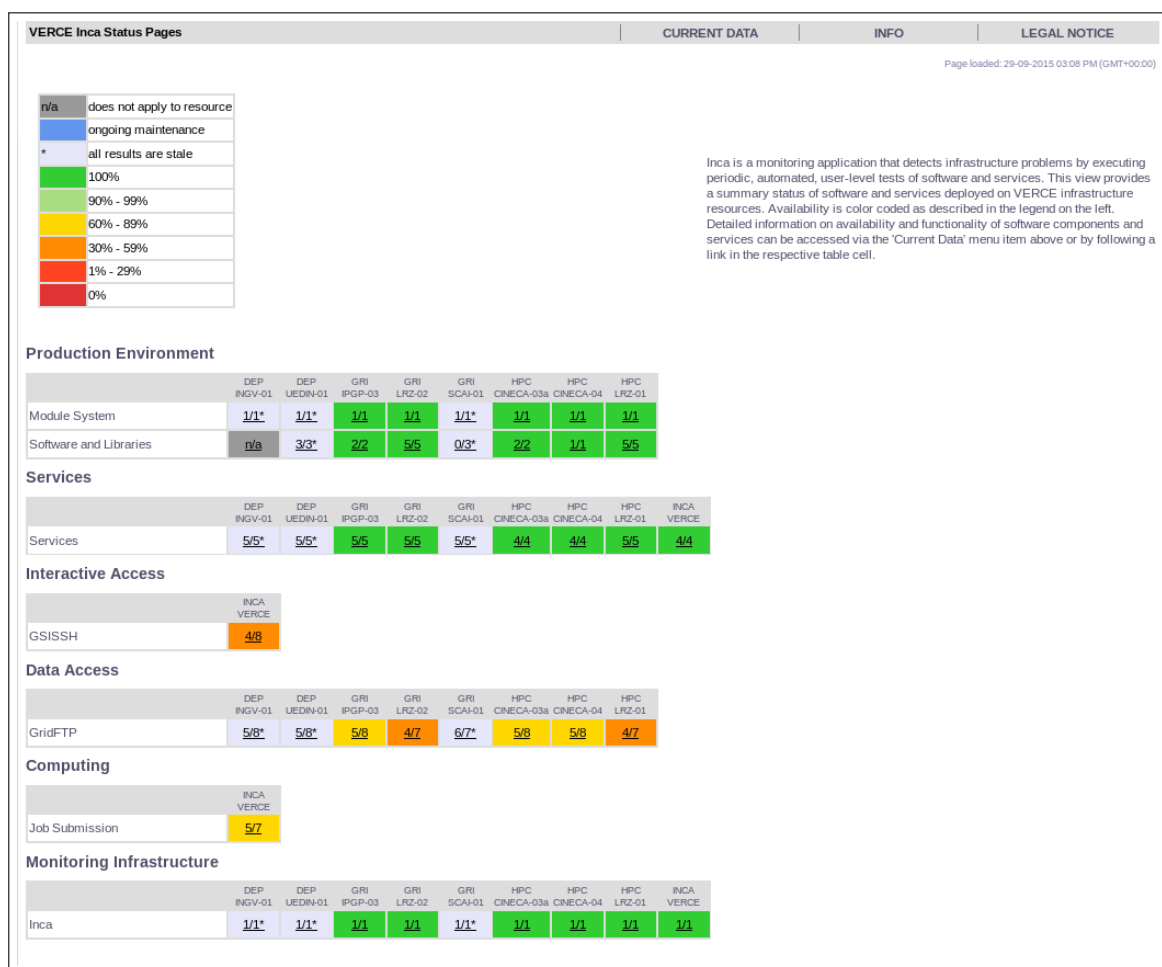 VERCE Inca Status Pages CURRENT DATA INFO LEGAL NOTICE
Page loaded: 29-09-2015 03:08 PM (GMT+00:00)
n/a does not apply to resource
ongoing maintenance
* all results are stale
100%
90% - 99%
60% - 89%
30% - 59%
1% - 29%
0%
Inca is a monitoring application that detects infrastructure problems by executing
periodic, automated, user-level tests of software and services. This view provides
a summary status of software and services deployed on VERCE infrastructure
resources. Availability is color coded as described in the legend on the left.
Detailed information on availability and functionality of software components and
services can be accessed via the 'Current Data' menu item above or by following a
link in the respective table cell.
Production Environment
DEP DEP GRI GRI GRI HPC HPC HPC
INGV-01 UEDIN-01 IPGP-03 LRZ-02 SCAI-01 CINECA-03a CINECA-04 LRZ-01
Module System 1/1* 1/1* 1/1 1/1 1/1* 1/1 1/1 1/1
Software and Libraries n/a 3/3* 2/2 5/5 0/3* 2/2 1/1 5/5
Services
DEP DEP GRI GRI GRI HPC HPC HPC INCA
INGV-01 UEDIN-01 IPGP-03 LRZ-02 SCAI-01 CINECA-03a CINECA-04 LRZ-01 VERCE
Services 5/5* 5/5* 5/5 5/5 5/5* 4/4 4/4 5/5 4/4
Interactive Access
INCA
VERCE
GSISSH 4/8
Data Access
DEP DEP GRI GRI GRI HPC HPC HPC
INGV-01 UEDIN-01 IPGP-03 LRZ-02 SCAI-01 CINECA-03a CINECA-04 LRZ-01
GridFTP 5/8* 5/8* 5/8 4/7 6/7* 5/8 5/8 4/7
Computing
INCA
VERCE
Job Submission 5/7
Monitoring Infrastructure
DEP DEP GRI GRI GRI HPC HPC HPC INCA
INGV-01 UEDIN-01 IPGP-03 LRZ-02 SCAI-01 CINECA-03a CINECA-04 LRZ-01 VERCE
Inca 1/1* 1/1* 1/1 1/1 1/1* 1/1 1/1 1/1 1/1